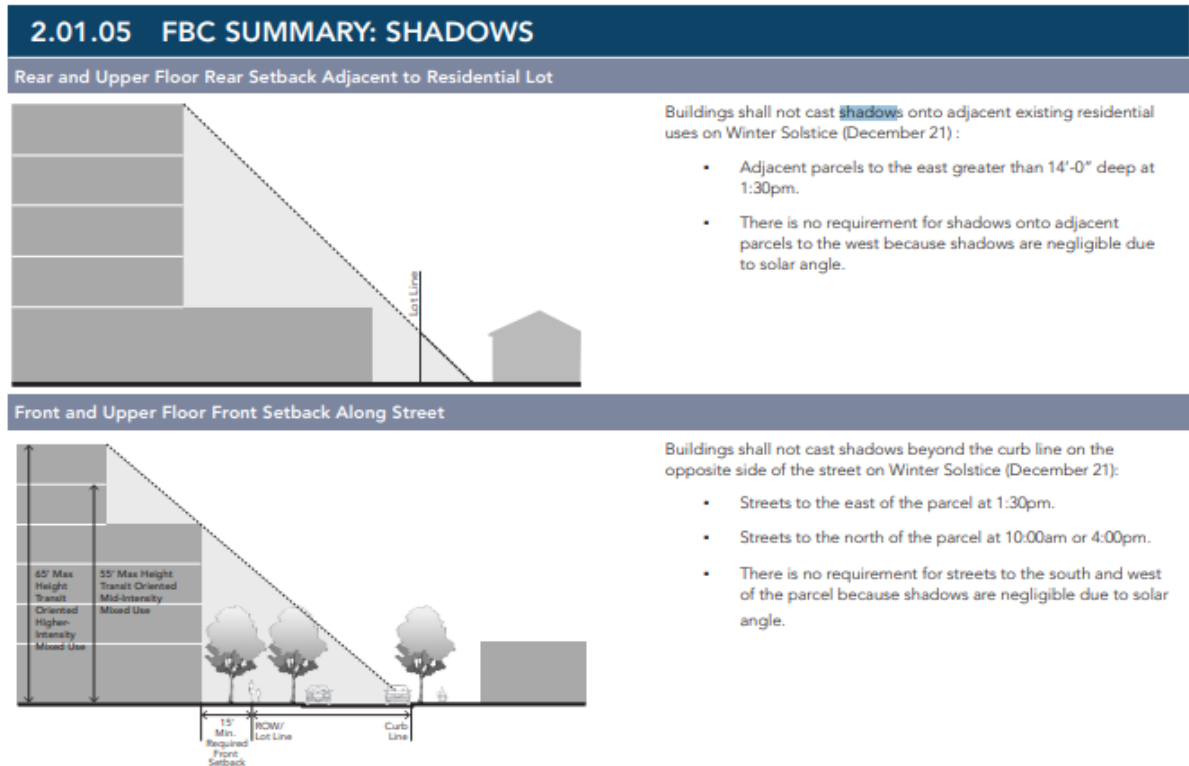 2.01.05 FBC SUMMARY: SHADOWS
Rear and Upper Floor Rear Setback Adjacent to Residential Lot
Lot Line
Buildings shall not cast shadows onto adjacent existing residential
uses on Winter Solstice (December 21) :
▪ Adjacent parcels to the east greater than 14'-0" deep at
1:30pm.
▪ There is no requirement for shadows onto adjacent
parcels to the west because shadows are negligible due
to solar angle.
Front and Upper Floor Front Setback Along Street
65' Max
Height
Transit
Oriented
Higher-
Intensity
Mixed Use
55' Max Height
Transit Oriented
Mid-Intensity
Mixed Use
15'
Min.
Required
Front
Setback
ROW/
Lot Line
Curb
Line
Buildings shall not cast shadows beyond the curb line on the
opposite side of the street on Winter Solstice (December 21):
▪ Streets to the east of the parcel at 1:30pm.
▪ Streets to the north of the parcel at 10:00am or 4:00pm.
▪ There is no requirement for streets to the south and west
of the parcel because shadows are negligible due to solar
angle.